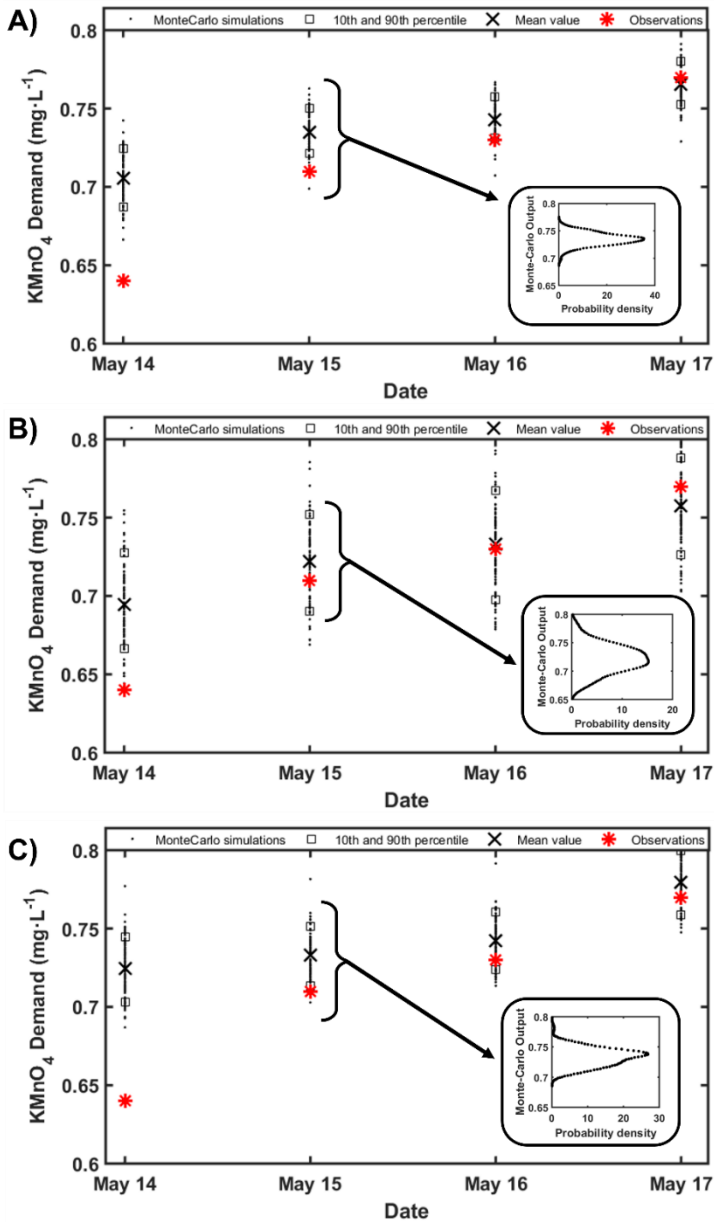 A)
MonteCarlo simulations 10th and 90th percentile Mean value Observations
KMnO4 Demand (mg·L-1)
0.8
0.75
0.7
0.65
0.6
Monte-Carlo Output
0.8
0.75
0.7
0.65
0 20 40
Probability density
May 14 May 15 May 16 May 17
Date
B)
MonteCarlo simulations 10th and 90th percentile Mean value Observations
KMnO4 Demand (mg·L-1)
0.8
0.75
0.7
0.65
0.6
Monte-Carlo Output
0.8
0.75
0.7
0.65
0 10 20
Probability density
May 14 May 15 May 16 May 17
Date
C)
MonteCarlo simulations 10th and 90th percentile Mean value Observations
KMnO4 Demand (mg·L-1)
0.8
0.75
0.7
0.65
0.6
Monte-Carlo Output
0.8
0.75
0.7
0.65
0 10 20 30
Probability density
May 14 May 15 May 16 May 17
Date